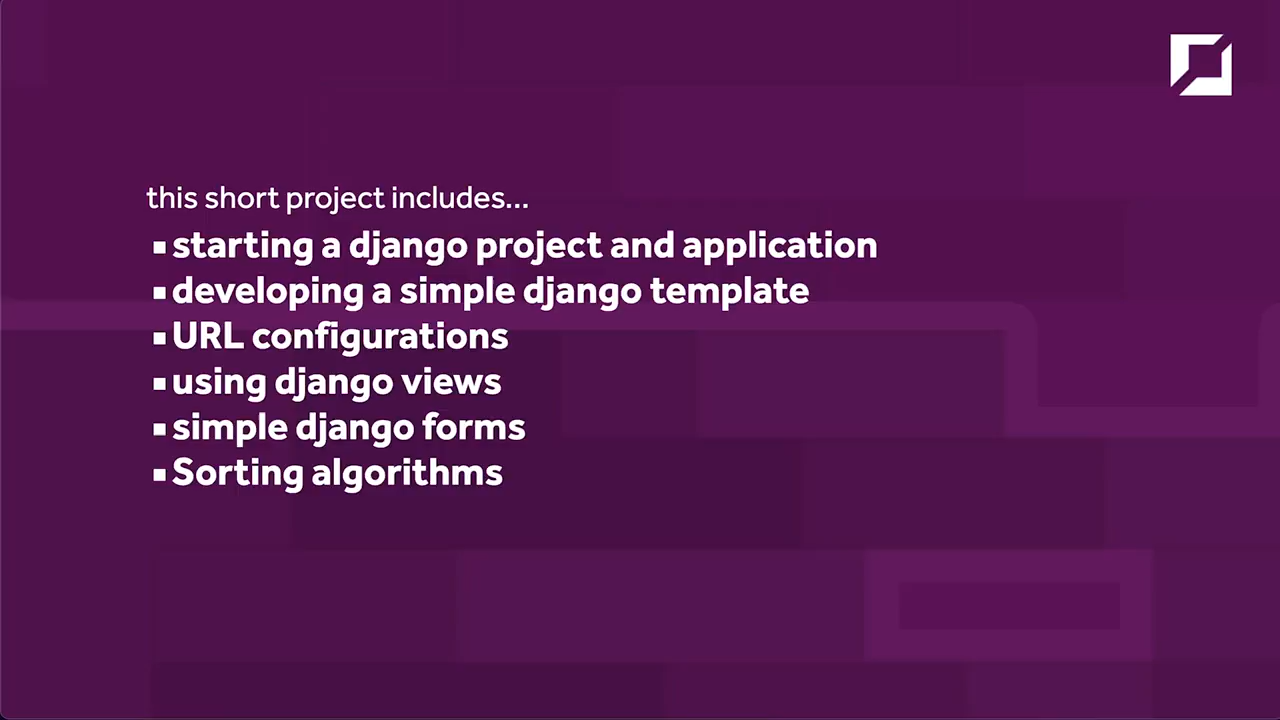 this short project includes...
▪starting a django project and application
▪developing a simple django template
▪URL configurations
▪using django views
▪simple django forms
▪Sorting algorithms